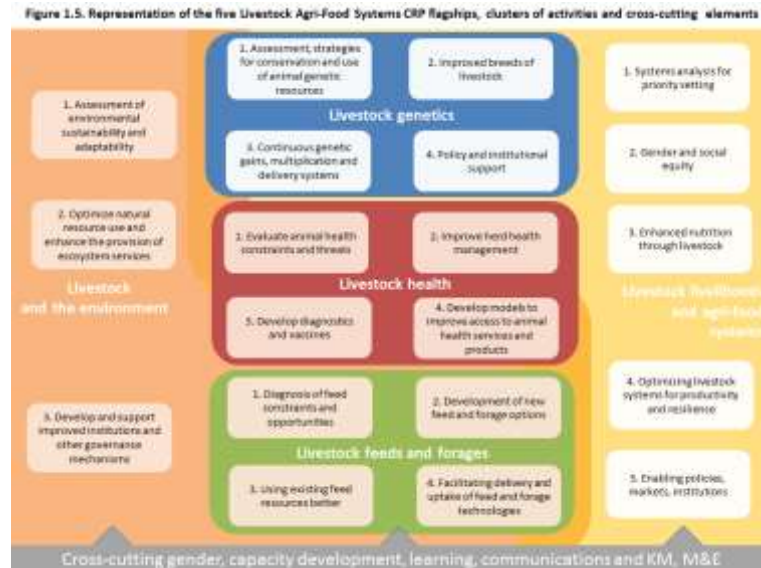 Figure 1.5. Representation of the five Livestock Agri-Food Systems CRP flagships, clusters of activities and cross-cutting elements
1. Assessment of
environmental
sustainability and
adaptability
2. Optimize natural
resource use and
enhance the provision of
ecosystem services
Livestock
and the environment
3. Develop and support
improved institutions and
other governance
mechanisms
1. Assessment, strategies
for conservation and use
of animal genetic
resources
2. Improved breeds of
livestock
Livestock genetics
3. Continuous genetic
gains, multiplication and
delivery systems
4. Policy and institutional
support
1. Evaluate animal health
constraints and threats
2. Improve herd health
management
Livestock health
3. Develop diagnostics
and vaccines
4. Develop models to
improve access to animal
health services and
products
1. Diagnosis of feed
constraints and
opportunities
2. Development of new
feed and forage options
Livestock feeds and forages
3. Using existing feed
resources better
4. Facilitating delivery and
uptake of feed and forage
technologies
1. Systems analysis for
priority setting
2. Gender and social
equity
3. Enhanced nutrition
through livestock
Livestock livelihoods
and agri-food
systems
4. Optimizing livestock
systems for productivity
and resilience
5. Enabling policies,
markets, institutions
Cross-cutting gender, capacity development, learning, communications and KM, M&E